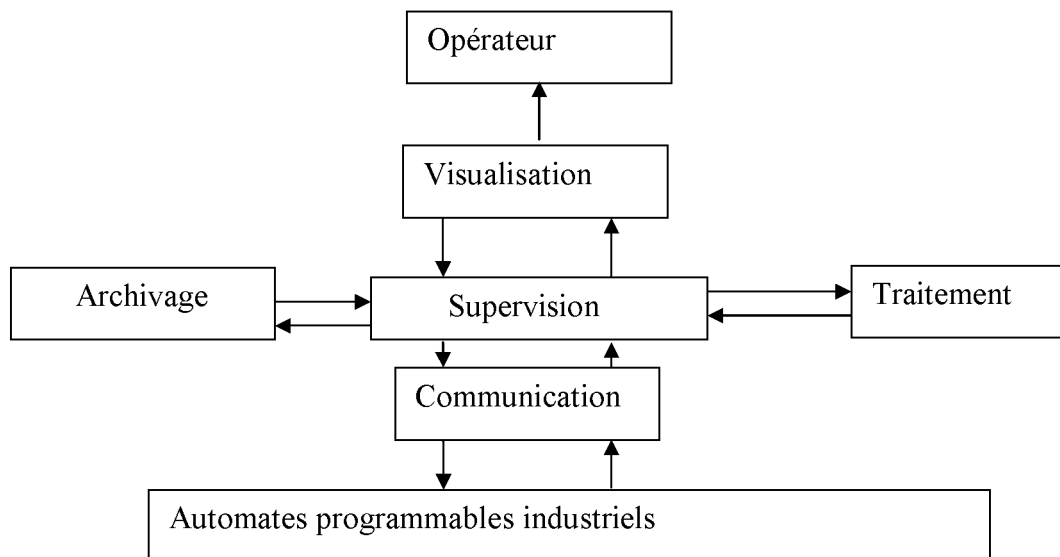 Opérateur
Visualisation
Archivage
Supervision
Traitement
Communication
Automates programmables industriels